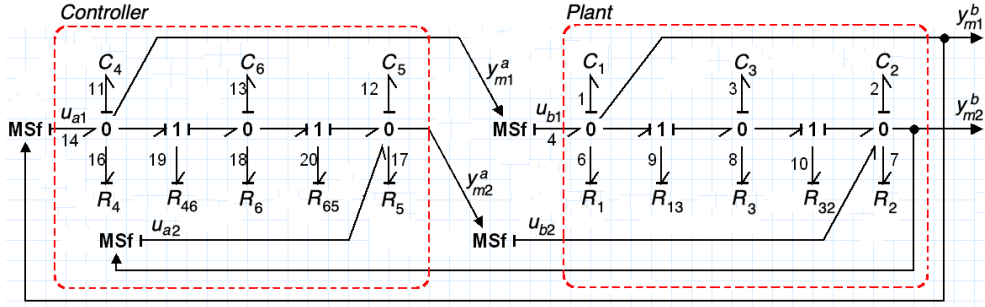 Controller
Plant
y^b_m1
C4 C6 C5 C1 C3 C2
11 13 12 1 3 2
y^a_m1
y^b_m2
u_a1 u_b1
MSf 0 1 0 1 0 MSf 0 1 0 1 0
14 4
16 19 18 20 17 6 9 8 10 7
y^a_m2
R4 R46 R6 R65 R5 R1 R13 R3 R32 R2
u_a2 u_b2
MSf MSf